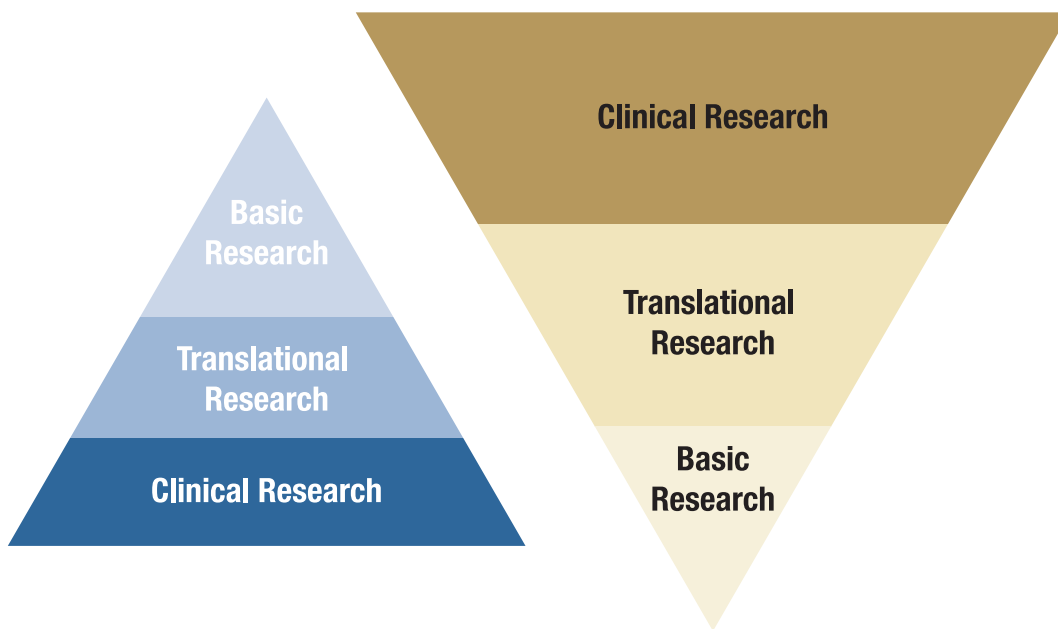 Basic
Research
Translational
Research
Clinical Research
Clinical Research
Translational
Research
Basic
Research